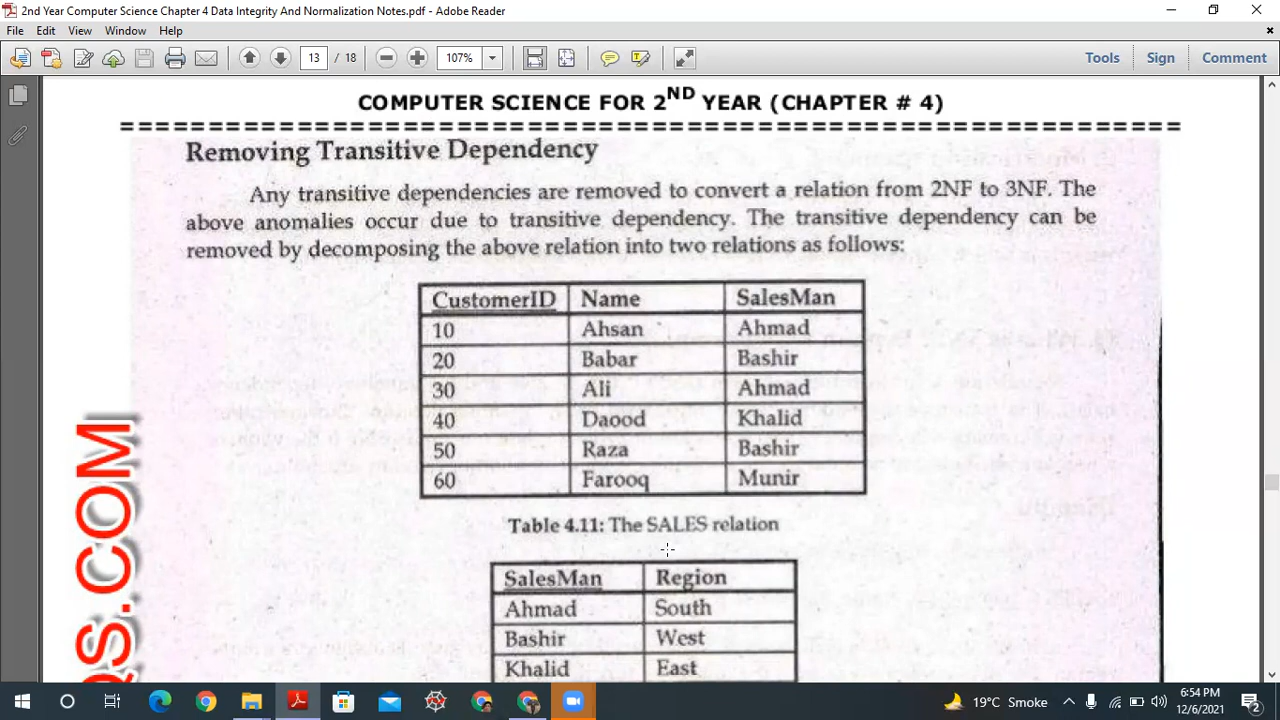 2nd Year Computer Science Chapter 4 Data Integrity And Normalization Notes.pdf - Adobe Reader
File Edit View Window Help
13 / 18 107% Tools Sign Comment
COMPUTER SCIENCE FOR 2ND YEAR (CHAPTER # 4)
==========================================================
Removing Transitive Dependency
Any transitive dependencies are removed to convert a relation from 2NF to 3NF. The
above anomalies occur due to transitive dependency. The transitive dependency can be
removed by decomposing the above relation into two relations as follows:
CustomerID Name SalesMan
10 Ahsan Ahmad
20 Babar Bashir
30 Ali Ahmad
40 Daood Khalid
50 Raza Bashir
60 Farooq Munir
Table 4.11: The SALES relation
SalesMan Region
Ahmad South
Bashir West
Khalid East
QS.COM
19°C Smoke
6:54 PM
12/6/2021
2